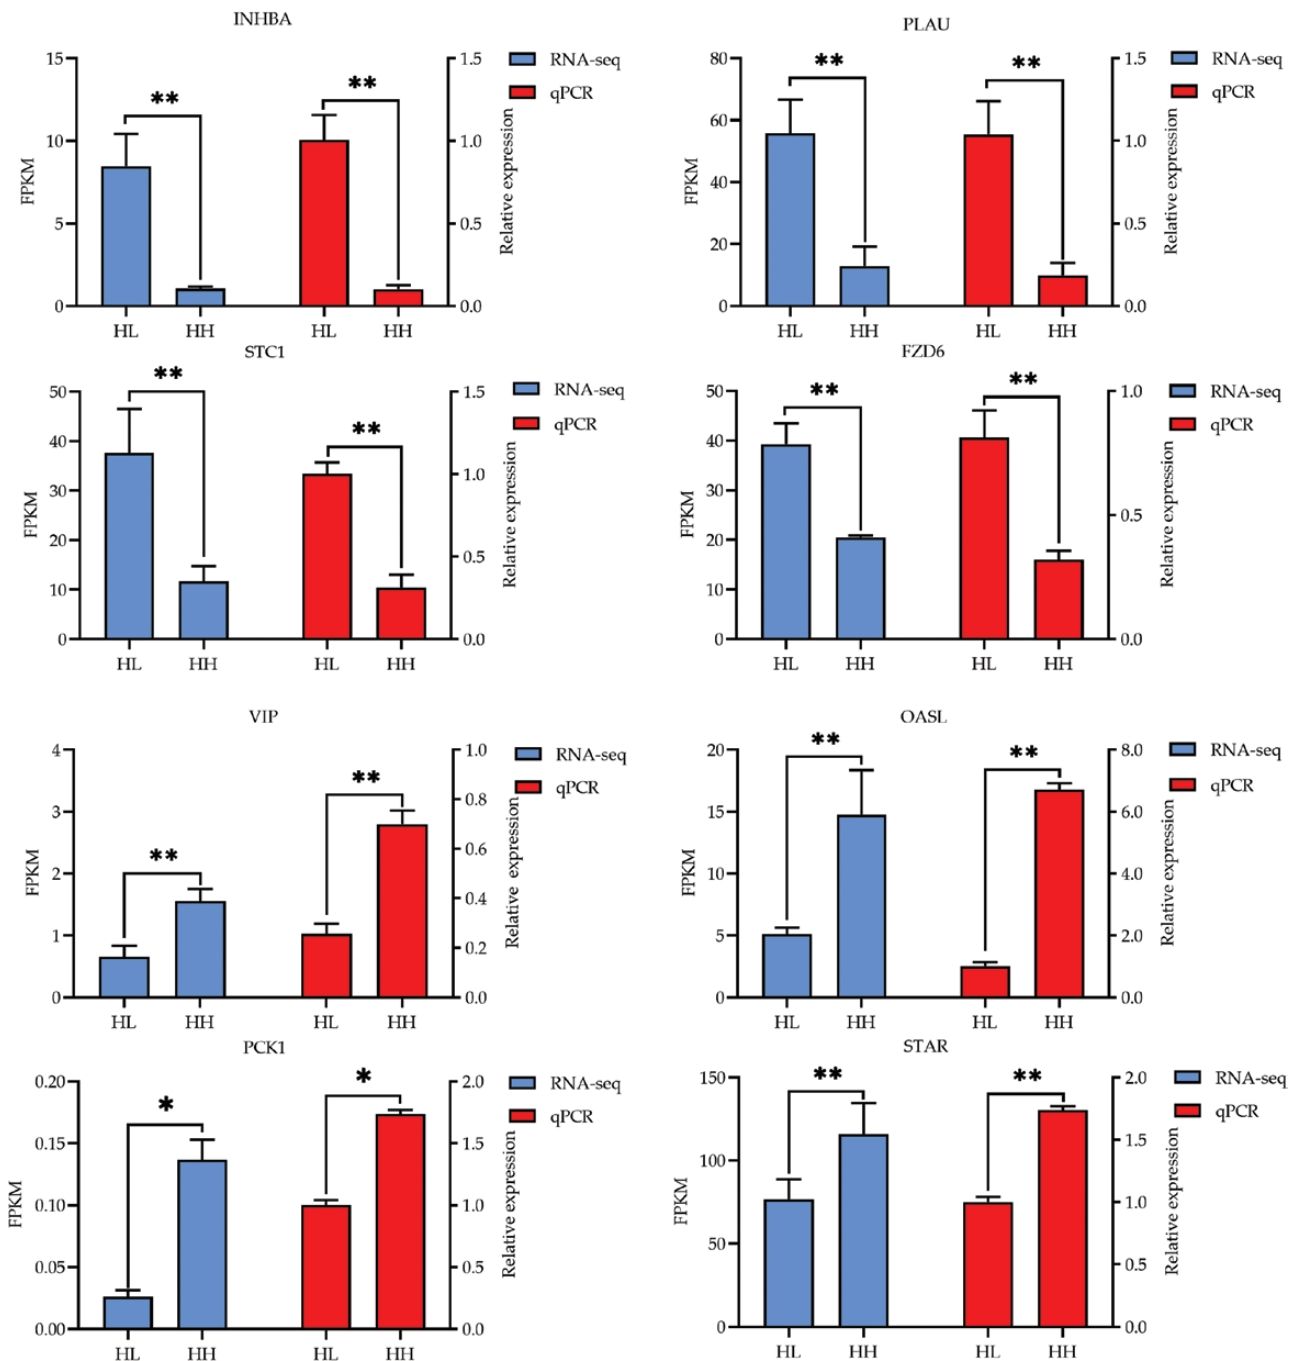 INHBA
15
10
5
0
FPKM
**
**
HL
HH
HL
HH
1.5
1.0
0.5
0.0
Relative expression
RNA-seq
qPCR
PLAU
80
60
40
20
0
FPKM
**
**
HL
HH
HL
HH
1.5
1.0
0.5
0.0
Relative expression
RNA-seq
qPCR
STC1
50
40
30
20
10
0
FPKM
**
**
HL
HH
HL
HH
1.5
1.0
0.5
0.0
Relative expression
RNA-seq
qPCR
FZD6
50
40
30
20
10
0
FPKM
**
**
HL
HH
HL
HH
1.0
0.5
0.0
Relative expression
RNA-seq
qPCR
VIP
4
3
2
1
0
FPKM
**
**
HL
HH
HL
HH
1.0
0.8
0.6
0.4
0.2
0.0
Relative expression
RNA-seq
qPCR
OASL
20
15
10
5
0
FPKM
**
**
HL
HH
HL
HH
8.0
6.0
4.0
2.0
0.0
Relative expression
RNA-seq
qPCR
PCK1
0.20
0.15
0.10
0.05
0.00
FPKM
*
*
HL
HH
HL
HH
2.0
1.5
1.0
0.5
0.0
Relative expression
RNA-seq
qPCR
STAR
150
100
50
0
FPKM
**
**
HL
HH
HL
HH
2.0
1.5
1.0
0.5
0.0
Relative expression
RNA-seq
qPCR